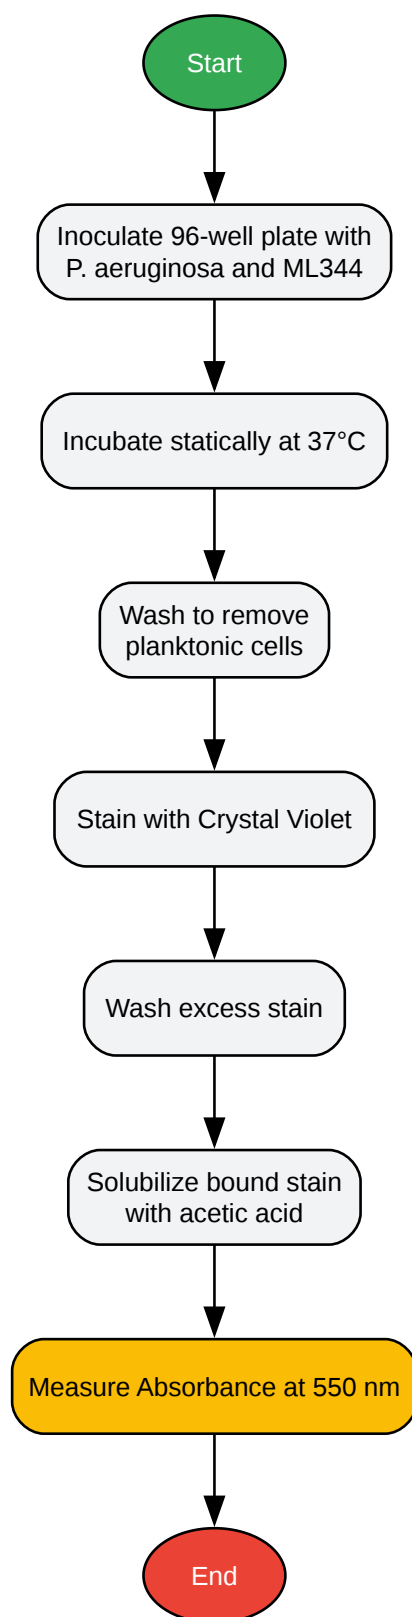 Start
Inoculate 96-well plate with
P. aeruginosa and ML344
Incubate statically at 37°C
Wash to remove
planktonic cells
Stain with Crystal Violet
Wash excess stain
Solubilize bound stain
with acetic acid
Measure Absorbance at 550 nm
End